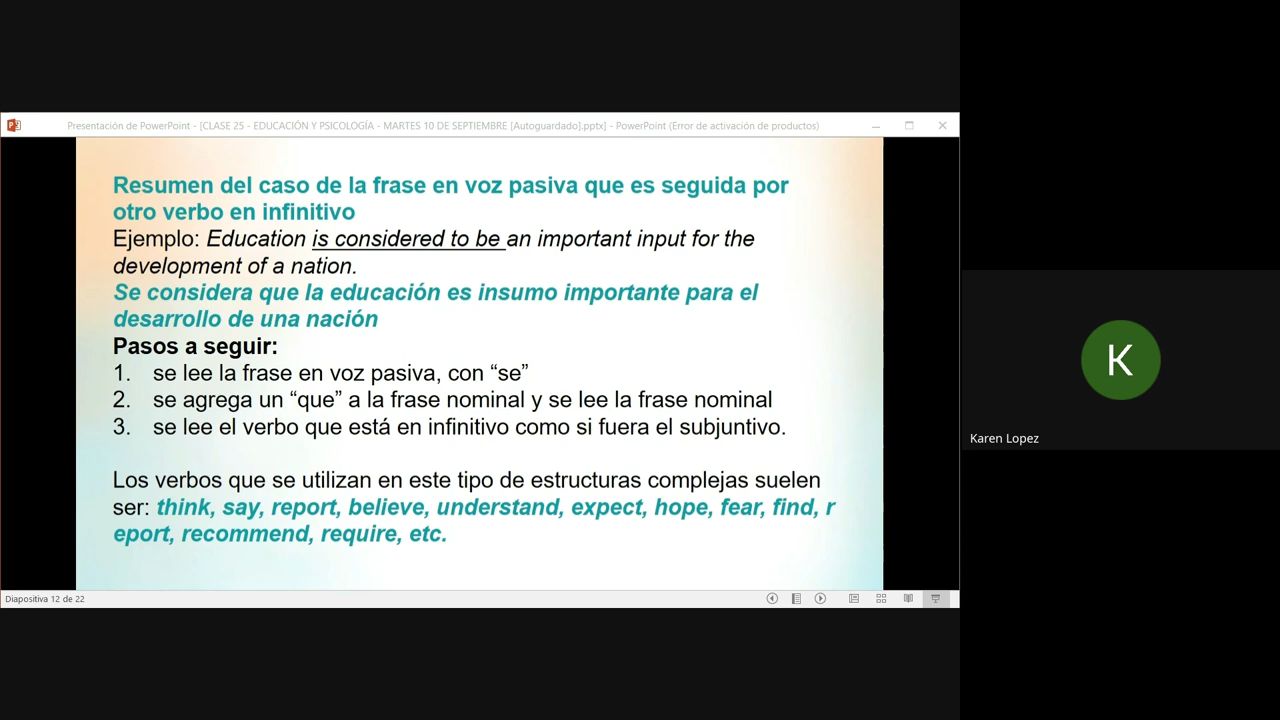 Presentación de PowerPoint - [CLASE 25 - EDUCACIÓN Y PSICOLOGÍA - MARTES 10 DE SEPTIEMBRE [Autoguardado].pptx] - PowerPoint (Error de activación de productos)
Resumen del caso de la frase en voz pasiva que es seguida por
otro verbo en infinitivo
Ejemplo: Education is considered to be an important input for the
development of a nation.
Se considera que la educación es insumo importante para el
desarrollo de una nación
Pasos a seguir:
1. se lee la frase en voz pasiva, con “se”
2. se agrega un “que” a la frase nominal y se lee la frase nominal
3. se lee el verbo que está en infinitivo como si fuera el subjuntivo.
Los verbos que se utilizan en este tipo de estructuras complejas suelen
ser: think, say, report, believe, understand, expect, hope, fear, find, r
eport, recommend, require, etc.
Diapositiva 12 de 22
K
Karen Lopez